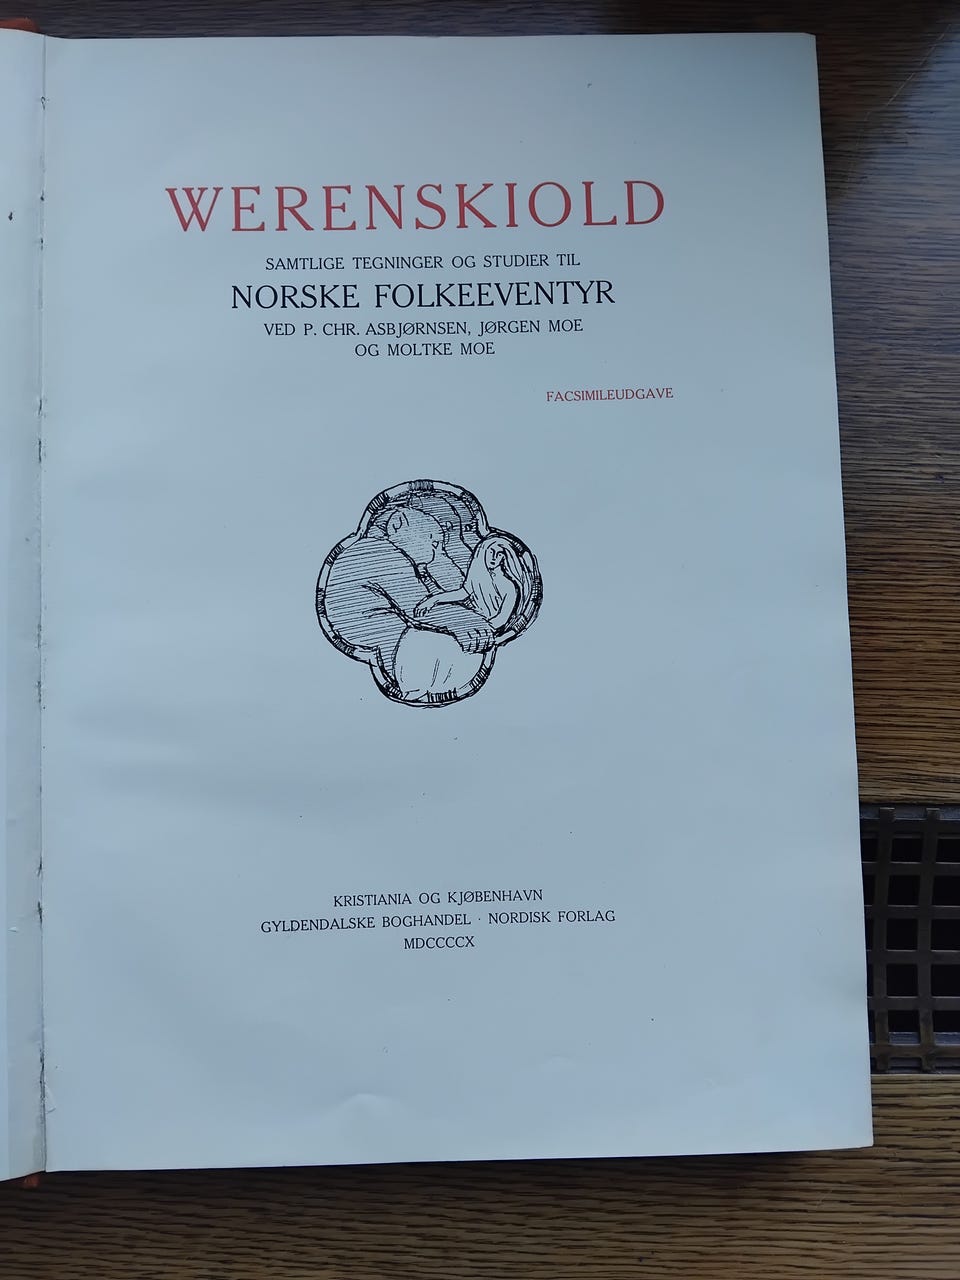 WERENSKIOLD
SAMTLIGE TEGNINGER OG STUDIER TIL
NORSKE FOLKEEVENTYR
VED P. CHR. ASBJØRNSEN, JØRGEN MOE
OG MOLTKE MOE
FACSIMILEUDGAVE
KRISTIANIA OG KJØBENHAVN
GYLDENDALSKE BOGHANDEL · NORDISK FORLAG
MDCCCCX